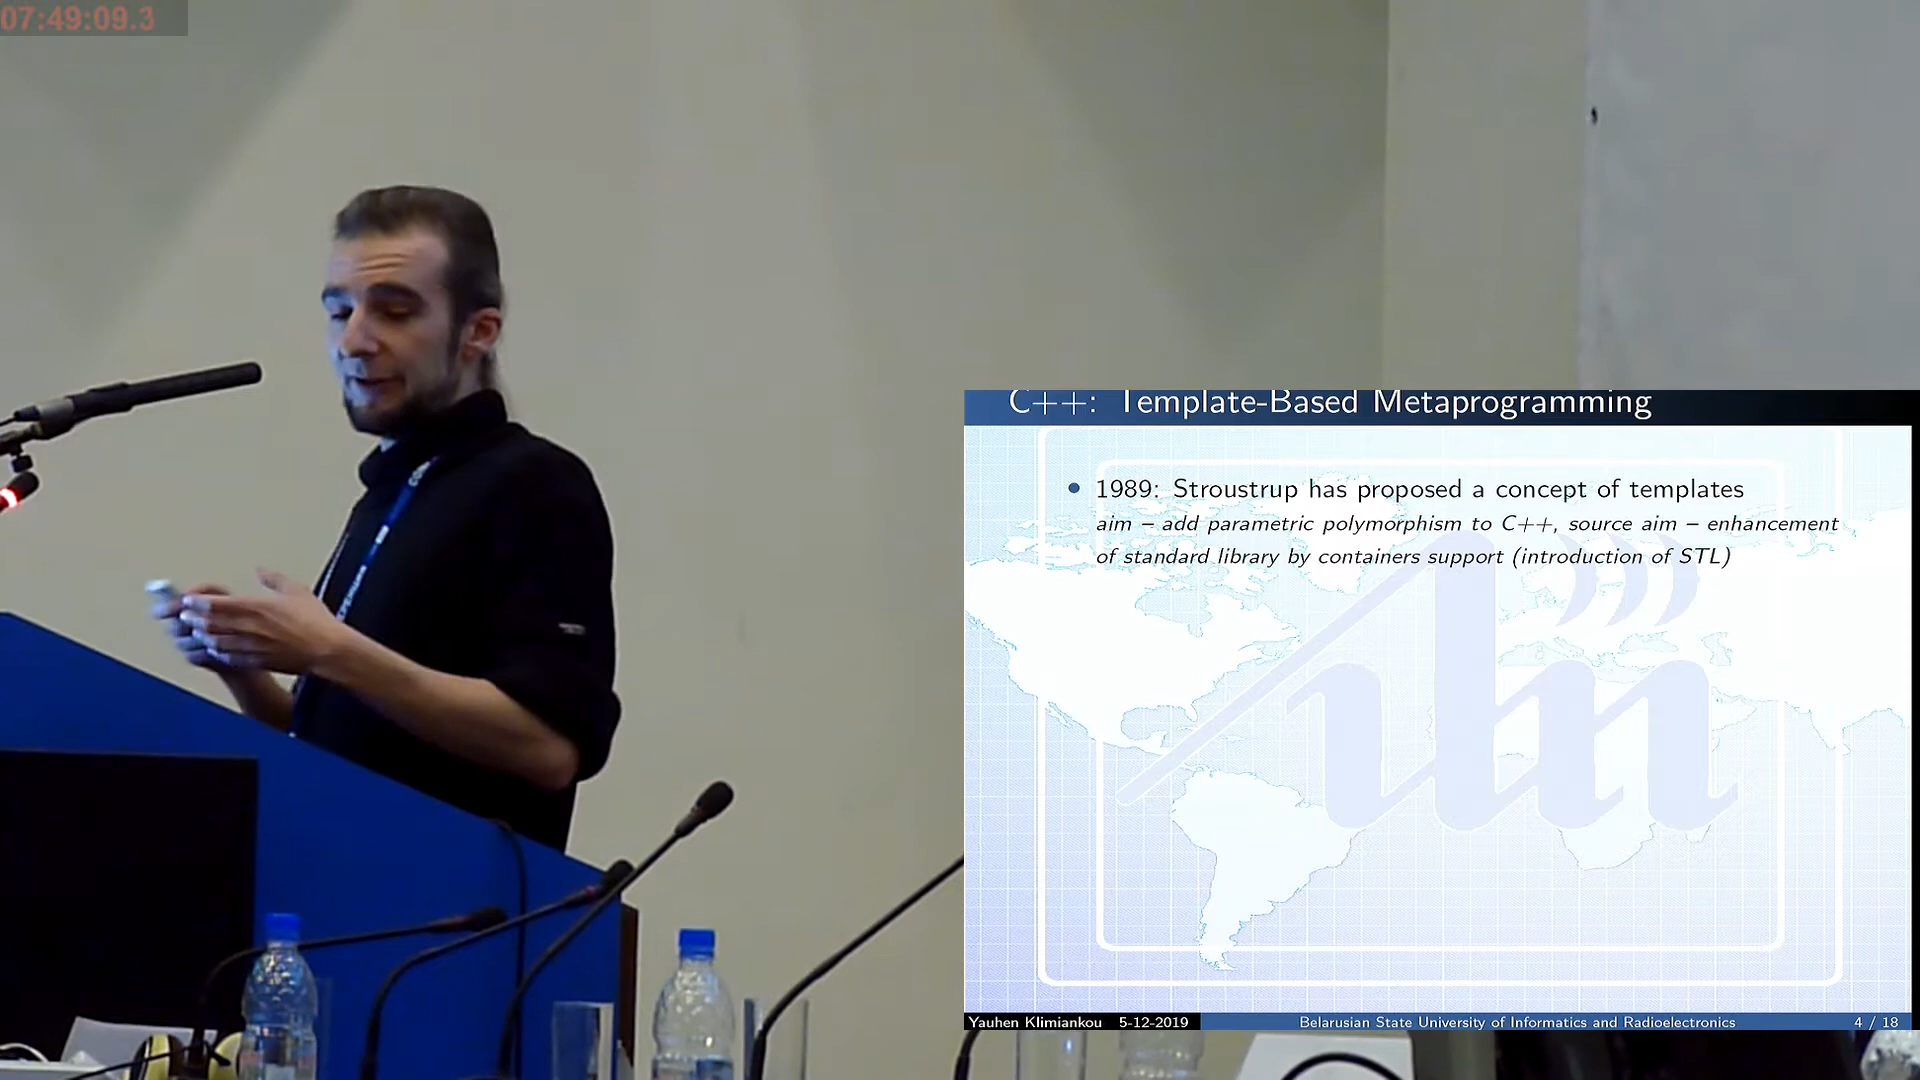 07:49:09.3
C++: Template-Based Metaprogramming
• 1989: Stroustrup has proposed a concept of templates
aim – add parametric polymorphism to C++, source aim – enhancement
of standard library by containers support (introduction of STL)
Yauhen Klimiankou 5-12-2019 Belarusian State University of Informatics and Radioelectronics 4 / 18